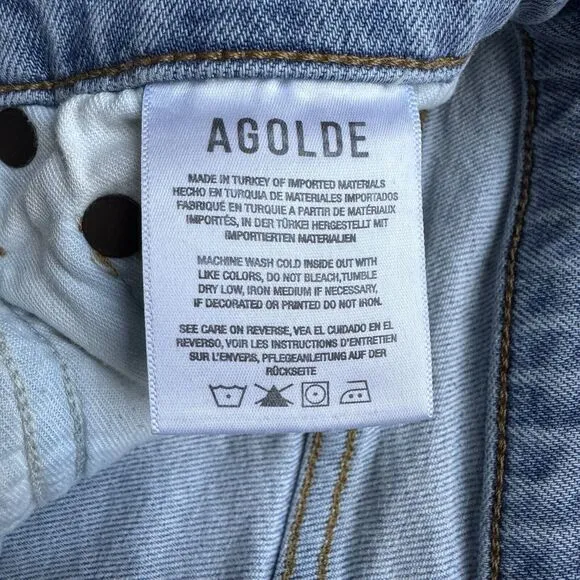 AGOLDE
MADE IN TURKEY OF IMPORTED MATERIALS
HECHO EN TURQUIA DE MATERIALES IMPORTADOS
FABRIQUÉ EN TURQUIE A PARTIR DE MATÉRIAUX
IMPORTÉS, IN DER TÜRKEI HERGESTELLT MIT
IMPORTIERTEN MATERIALIEN
MACHINE WASH COLD INSIDE OUT WITH
LIKE COLORS, DO NOT BLEACH,TUMBLE
DRY LOW, IRON MEDIUM IF NECESSARY,
IF DECORATED OR PRINTED DO NOT IRON.
SEE CARE ON REVERSE, VEA EL CUIDADO EN EL
REVERSO, VOIR LES INSTRUCTIONS D'ENTRETIEN
SUR L'ENVERS, PFLEGEANLEITUNG AUF DER
RÜCKSEITE